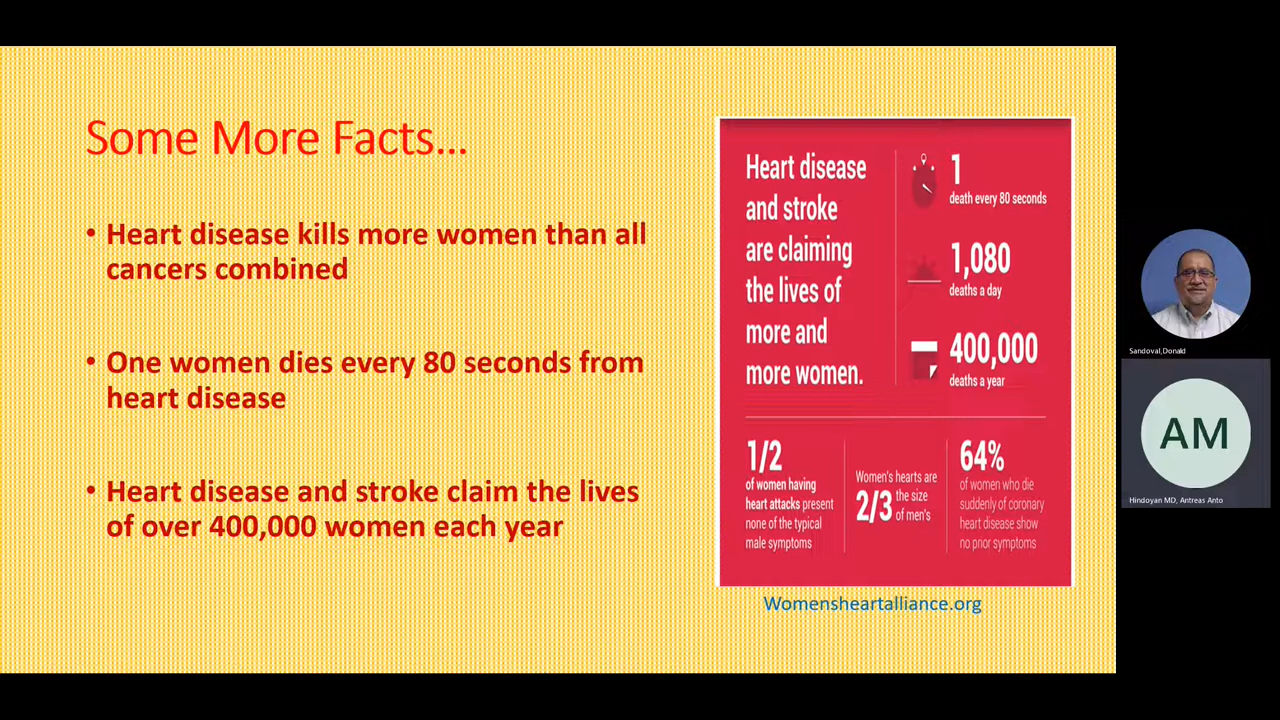 Some More Facts...
• Heart disease kills more women than all
cancers combined
• One women dies every 80 seconds from
heart disease
• Heart disease and stroke claim the lives
of over 400,000 women each year
Heart disease
and stroke
are claiming
the lives of
more and
more women.
1
death every 80 seconds
1,080
deaths a day
400,000
deaths a year
1/2
of women having
heart attacks present
none of the typical
male symptoms
Women's hearts are
2/3 the size
of men's
64%
of women who die
suddenly of coronary
heart disease show
no prior symptoms
Womensheartalliance.org
Sandoval,Donald
AM
Hindoyan MD, Antreas Anto